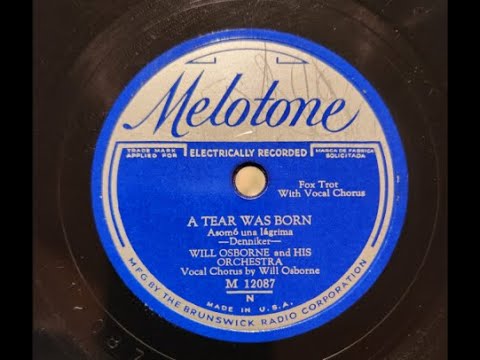 Melotone
TRADE MARK
APPLIED FOR
ELECTRICALLY RECORDED
MARCA DE FABRICA
SOLICITADA
Fox Trot
With Vocal Chorus
A TEAR WAS BORN
Asomó una lágrima
—Denniker—
WILL OSBORNE and HIS
ORCHESTRA
Vocal Chorus by Will Osborne
M 12087
N
MADE IN U.S.A.
MFG. BY THE BRUNSWICK RADIO CORPORATION